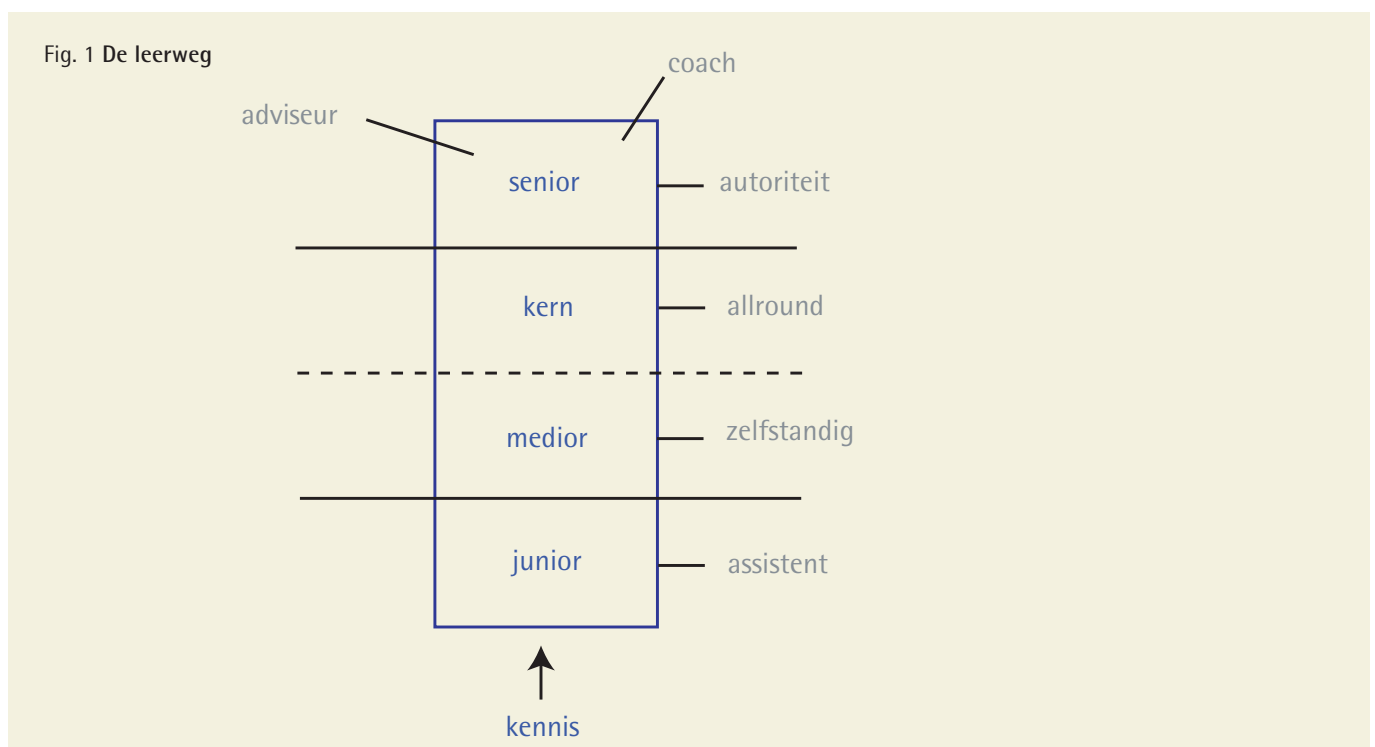 Fig. 1 De leerweg
coach
adviseur
senior
autoriteit
kern
allround
medior
zelfstandig
junior
assistent
kennis